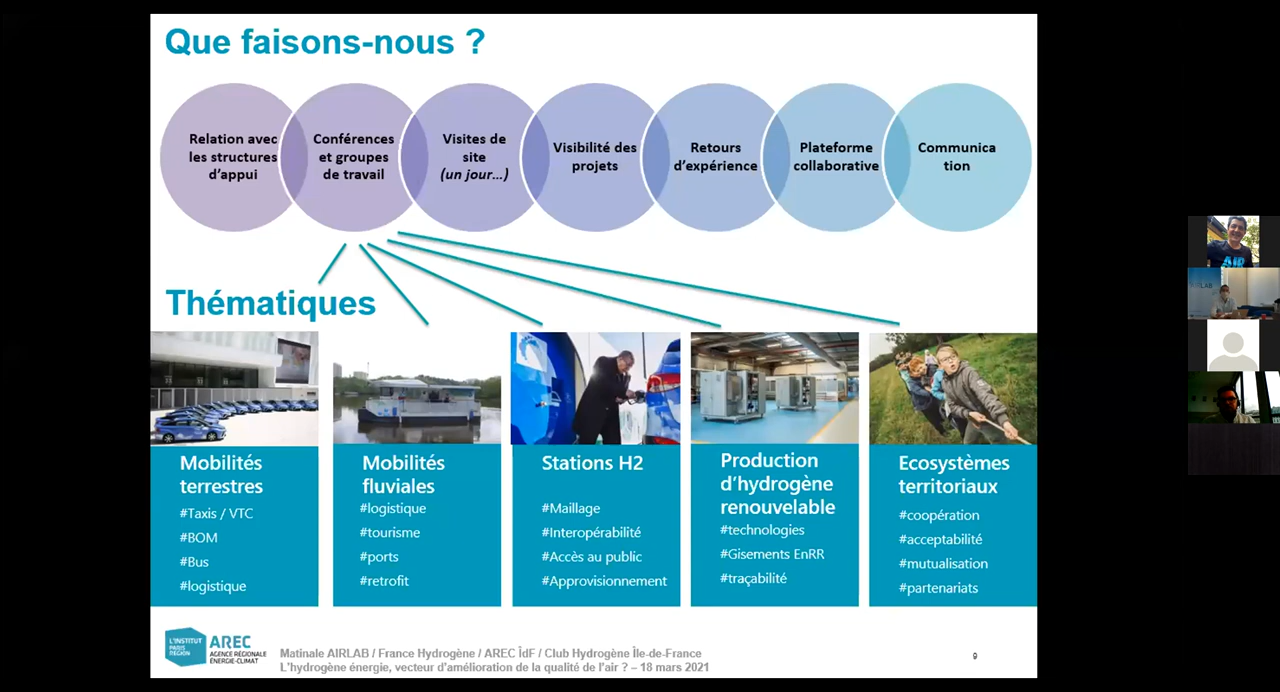 Que faisons-nous ?
Relation avec
les structures
d'appui
Conférences
et groupes
de travail
Visites de
site
(un jour...)
Visibilité des
projets
Retours
d'expérience
Plateforme
collaborative
Communica
tion
Thématiques
Mobilités
terrestres
#Taxis / VTC
#BOM
#Bus
#logistique
Mobilités
fluviales
#logistique
#tourisme
#ports
#retrofit
Stations H2
#Maillage
#Interopérabilité
#Accès au public
#Approvisionnement
Production
d'hydrogène
renouvelable
#technologies
#Gisements EnRR
#traçabilité
Ecosystèmes
territoriaux
#coopération
#acceptabilité
#mutualisation
#partenariats
L'INSTITUT
PARIS
REGION
AREC
AGENCE RÉGIONALE
ÉNERGIE-CLIMAT
Matinale AIRLAB / France Hydrogène / AREC ÎdF / Club Hydrogène Île-de-France
L'hydrogène énergie, vecteur d'amélioration de la qualité de l'air ? – 18 mars 2021
9
AIR